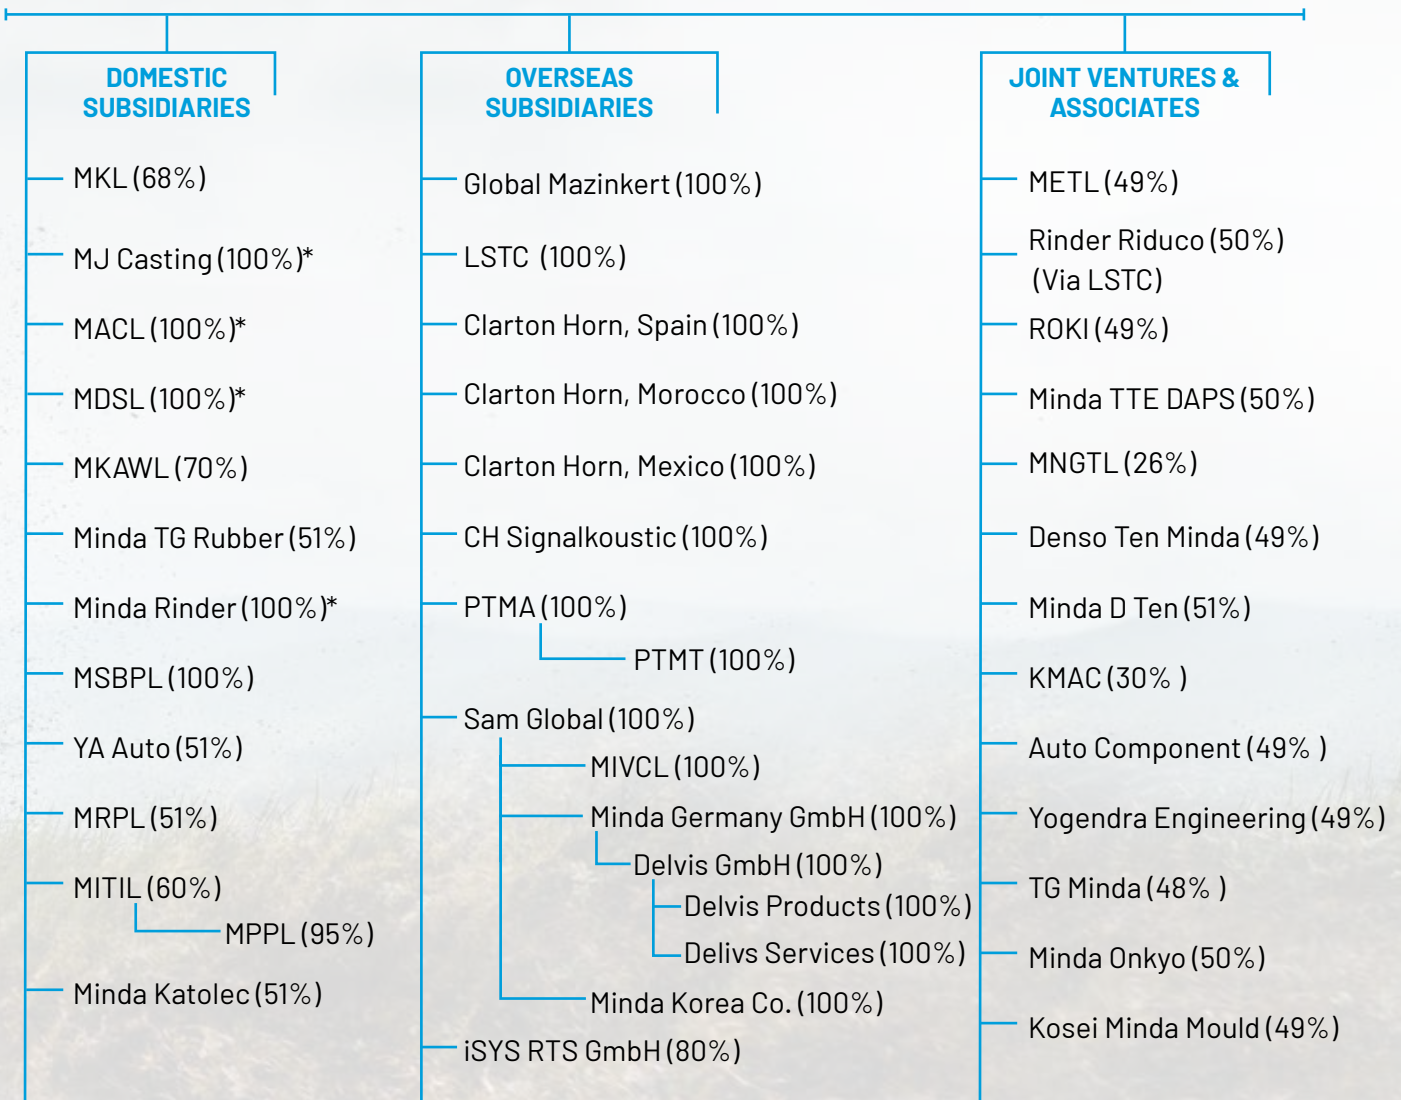 DOMESTIC
SUBSIDIARIES
MKL (68%)
MJ Casting (100%)*
MACL (100%)*
MDSL (100%)*
MKAWL (70%)
Minda TG Rubber (51%)
Minda Rinder (100%)*
MSBPL (100%)
YA Auto (51%)
MRPL (51%)
MITIL (60%)
MPPL (95%)
Minda Katolec (51%)
OVERSEAS
SUBSIDIARIES
Global Mazinkert (100%)
LSTC (100%)
Clarton Horn, Spain (100%)
Clarton Horn, Morocco (100%)
Clarton Horn, Mexico (100%)
CH Signalkoustic (100%)
PTMA (100%)
PTMT (100%)
Sam Global (100%)
MIVCL (100%)
Minda Germany GmbH (100%)
Delvis GmbH (100%)
Delvis Products (100%)
Delivs Services (100%)
Minda Korea Co. (100%)
iSYS RTS GmbH (80%)
JOINT VENTURES &
ASSOCIATES
METL (49%)
Rinder Riduco (50%)
(Via LSTC)
ROKI (49%)
Minda TTE DAPS (50%)
MNGTL (26%)
Denso Ten Minda (49%)
Minda D Ten (51%)
KMAC (30% )
Auto Component (49% )
Yogendra Engineering (49%)
TG Minda (48% )
Minda Onkyo (50%)
Kosei Minda Mould (49%)